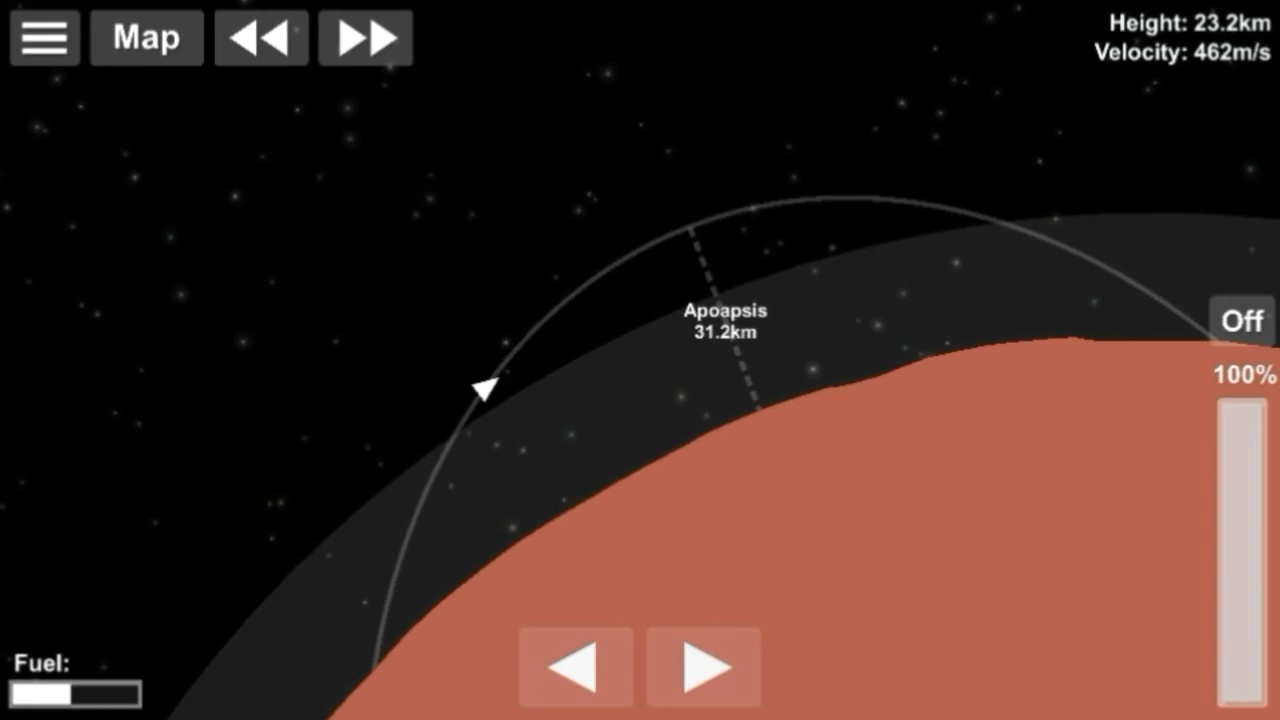 Map
Height: 23.2km
Velocity: 462m/s
Apoapsis
31.2km
Off
100%
Fuel: